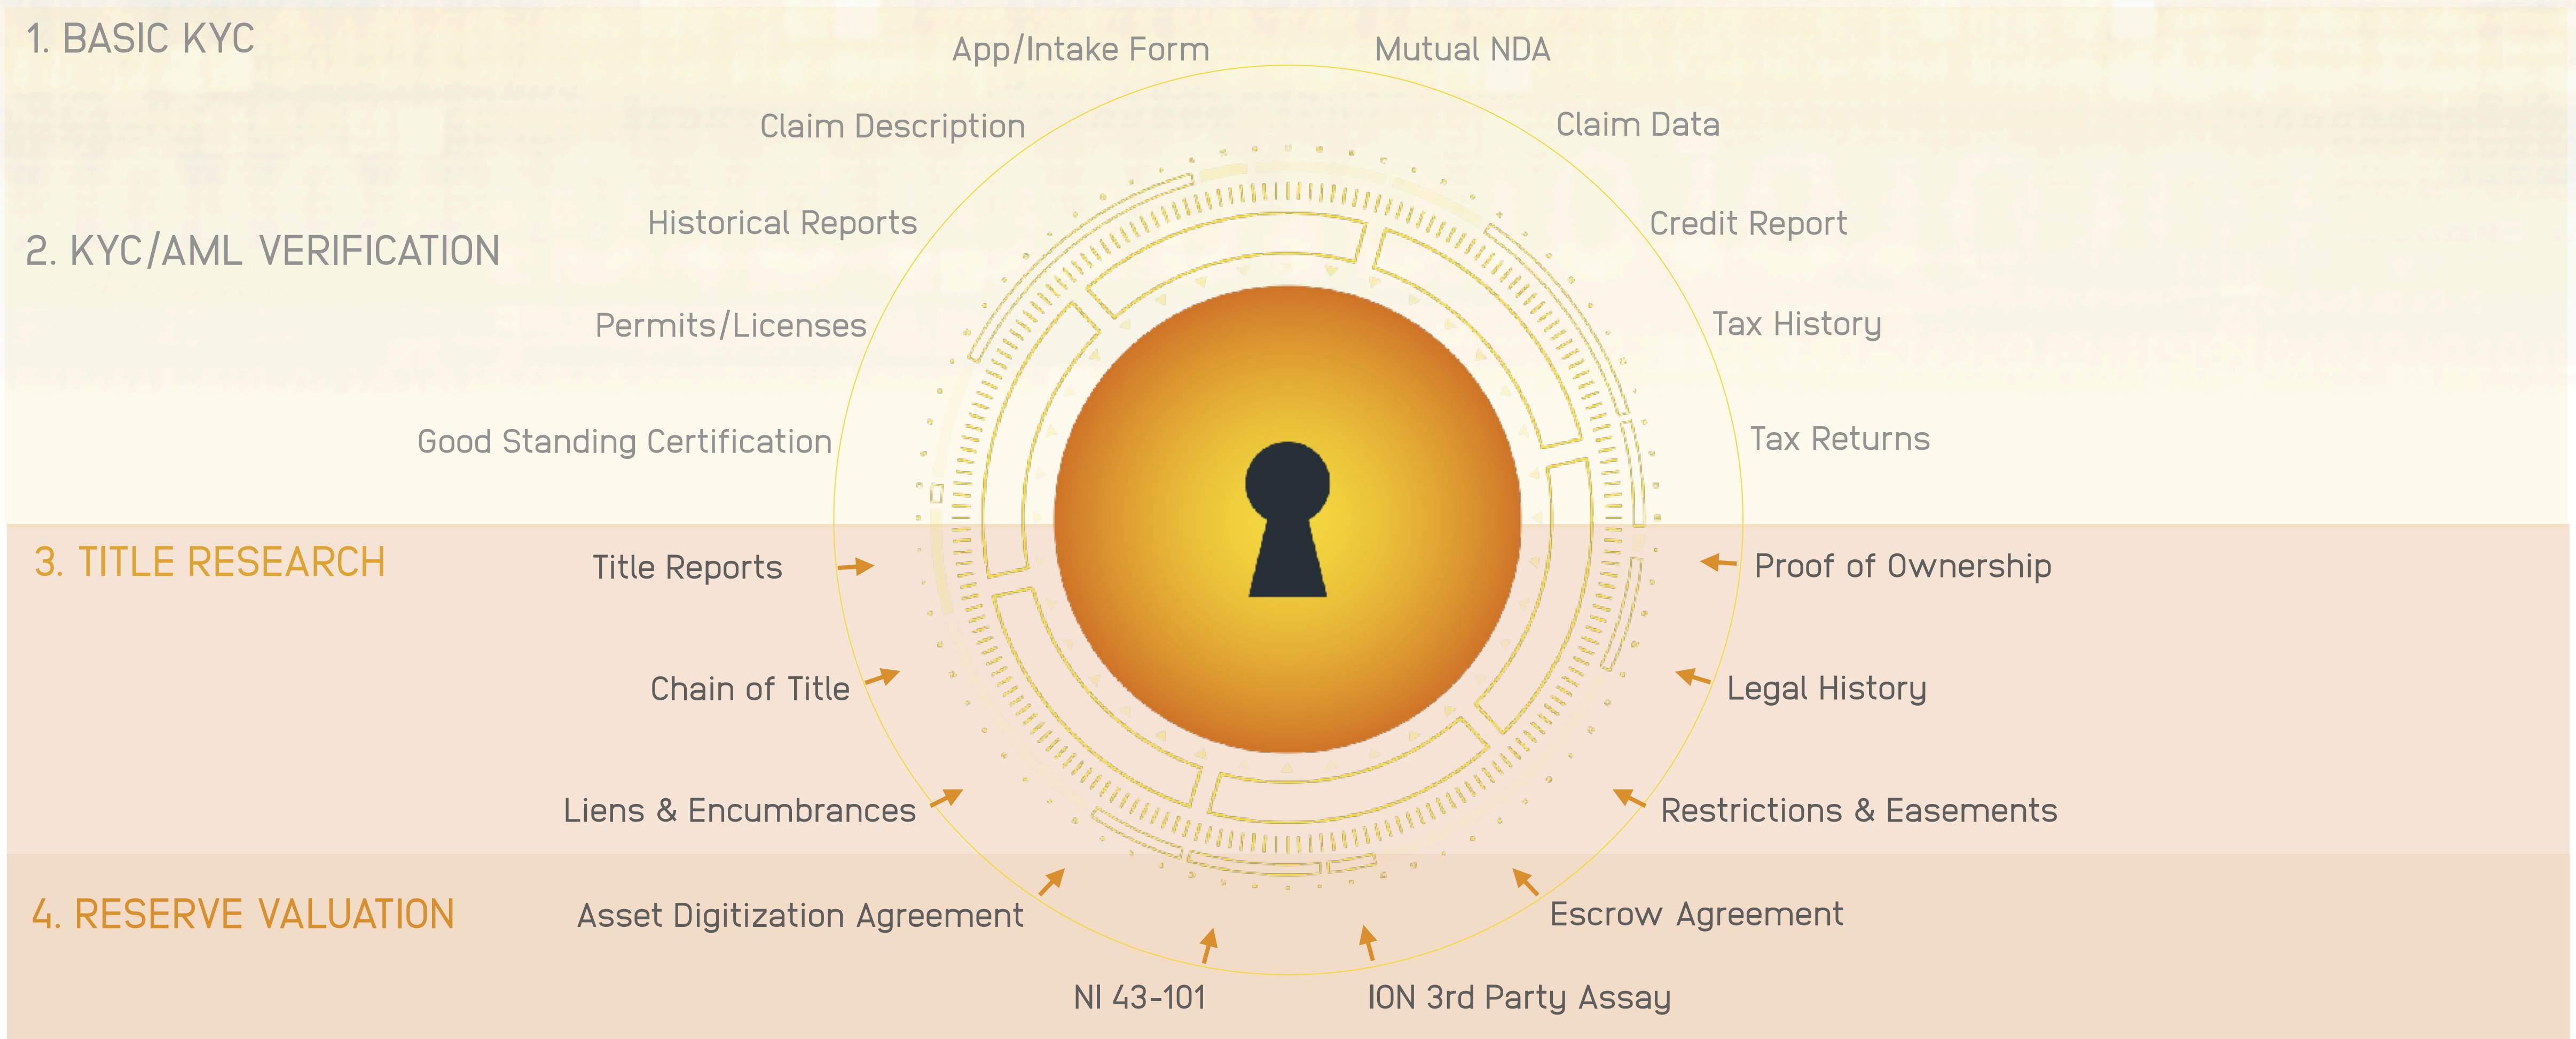 1. BASIC KYC
App/Intake Form
Mutual NDA
Claim Description
Claim Data
Historical Reports
Credit Report
2. KYC/AML VERIFICATION
Permits/Licenses
Tax History
Good Standing Certification
Tax Returns
3. TITLE RESEARCH
Title Reports
Proof of Ownership
Chain of Title
Legal History
Liens & Encumbrances
Restrictions & Easements
4. RESERVE VALUATION
Asset Digitization Agreement
Escrow Agreement
NI 43-101
ION 3rd Party Assay